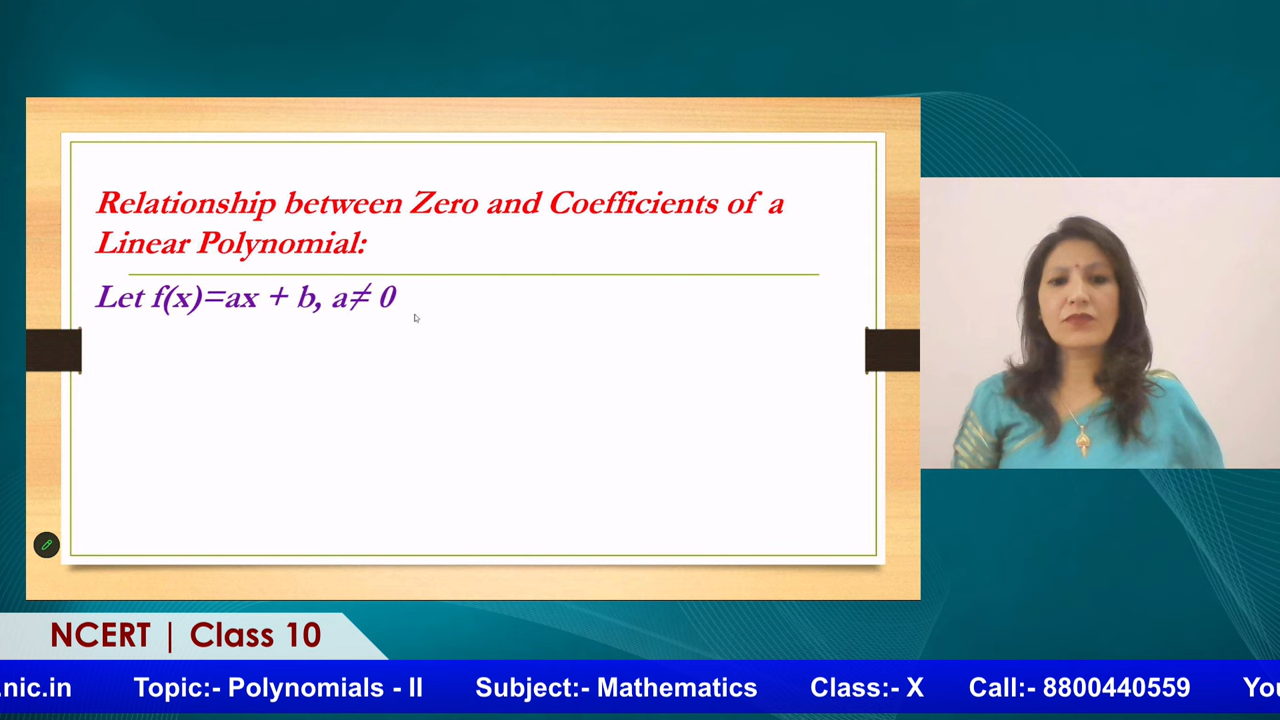 Relationship between Zero and Coefficients of a
Linear Polynomial:
Let f(x)=ax + b, a≠ 0
NCERT | Class 10
.nic.in Topic:- Polynomials - II Subject:- Mathematics Class:- X Call:- 8800440559 You